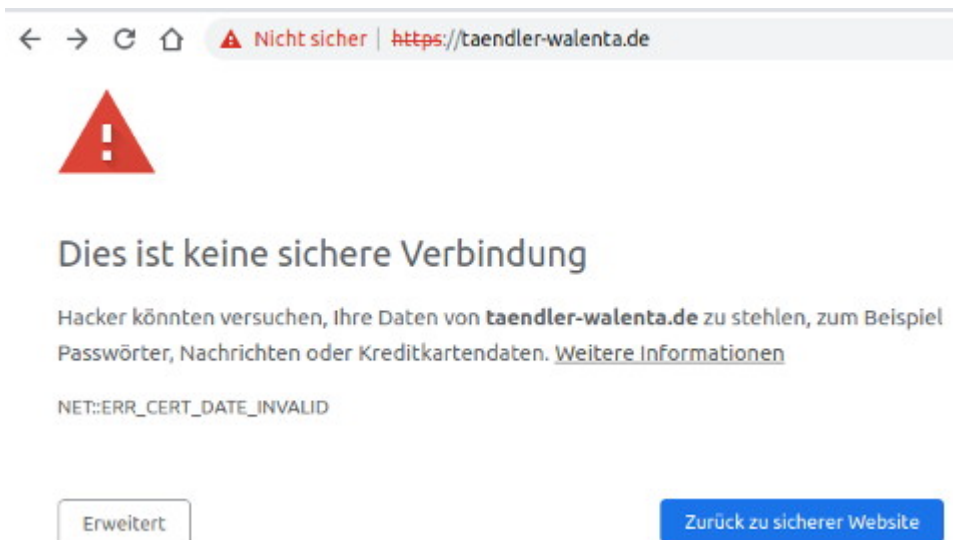 Nicht sicher | https://taendler-walenta.de
Dies ist keine sichere Verbindung
Hacker könnten versuchen, Ihre Daten von taendler-walenta.de zu stehlen, zum Beispiel
Passwörter, Nachrichten oder Kreditkartendaten. Weitere Informationen
NET::ERR_CERT_DATE_INVALID
Erweitert
Zurück zu sicherer Website